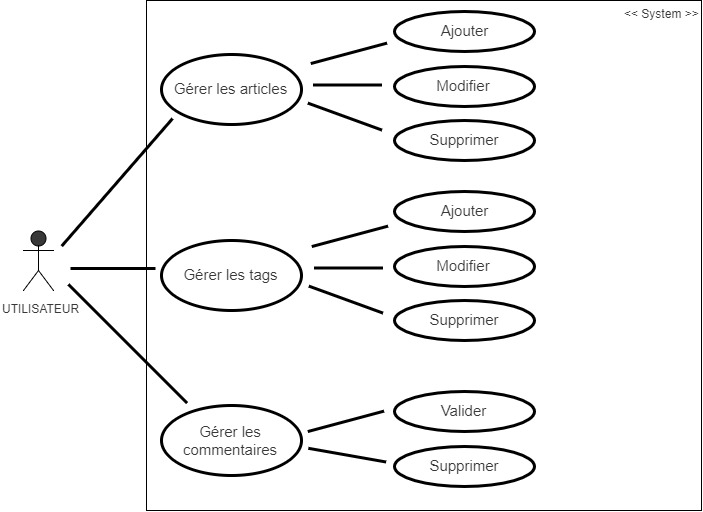 << System >>
Ajouter
Gérer les articles
Modifier
Supprimer
Ajouter
Gérer les tags
Modifier
Supprimer
UTILISATEUR
Valider
Gérer les
commentaires
Supprimer